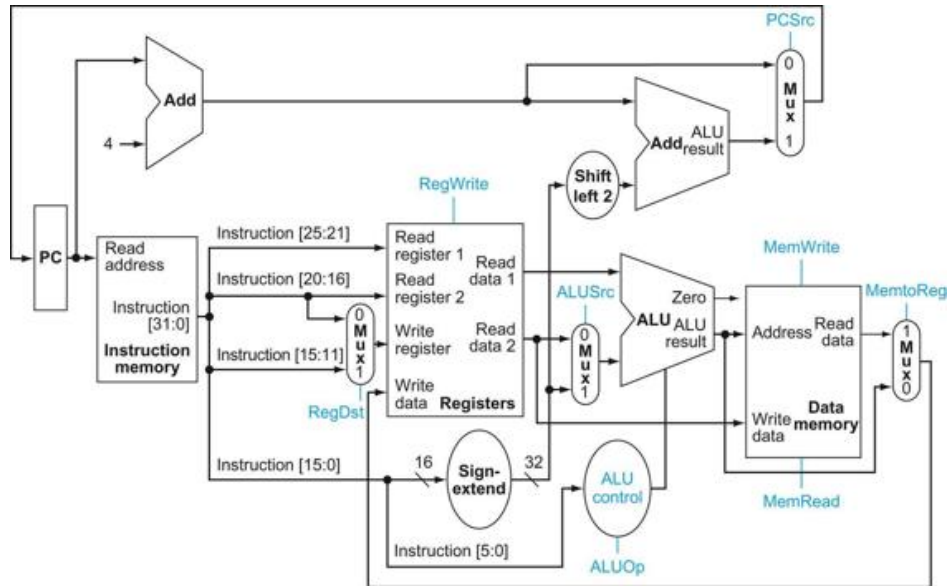 PCSrc
0
Mux
1
Add
4
Add
ALU
result
Shift
left 2
RegWrite
PC
Read
address
Instruction
[31:0]
Instruction
memory
Instruction [25:21]
Instruction [20:16]
Instruction [15:11]
0
Mux
1
RegDst
Read
register 1
Read
register 2
Write
register
Write
data
Read
data 1
Read
data 2
Registers
ALUSrc
0
Mux
1
Zero
ALU
ALU
result
MemWrite
Address
Read
data
Write
data
Data
memory
MemRead
MemtoReg
1
Mux
0
Instruction [15:0]
16
Sign-
extend
32
ALU
control
ALUOp
Instruction [5:0]